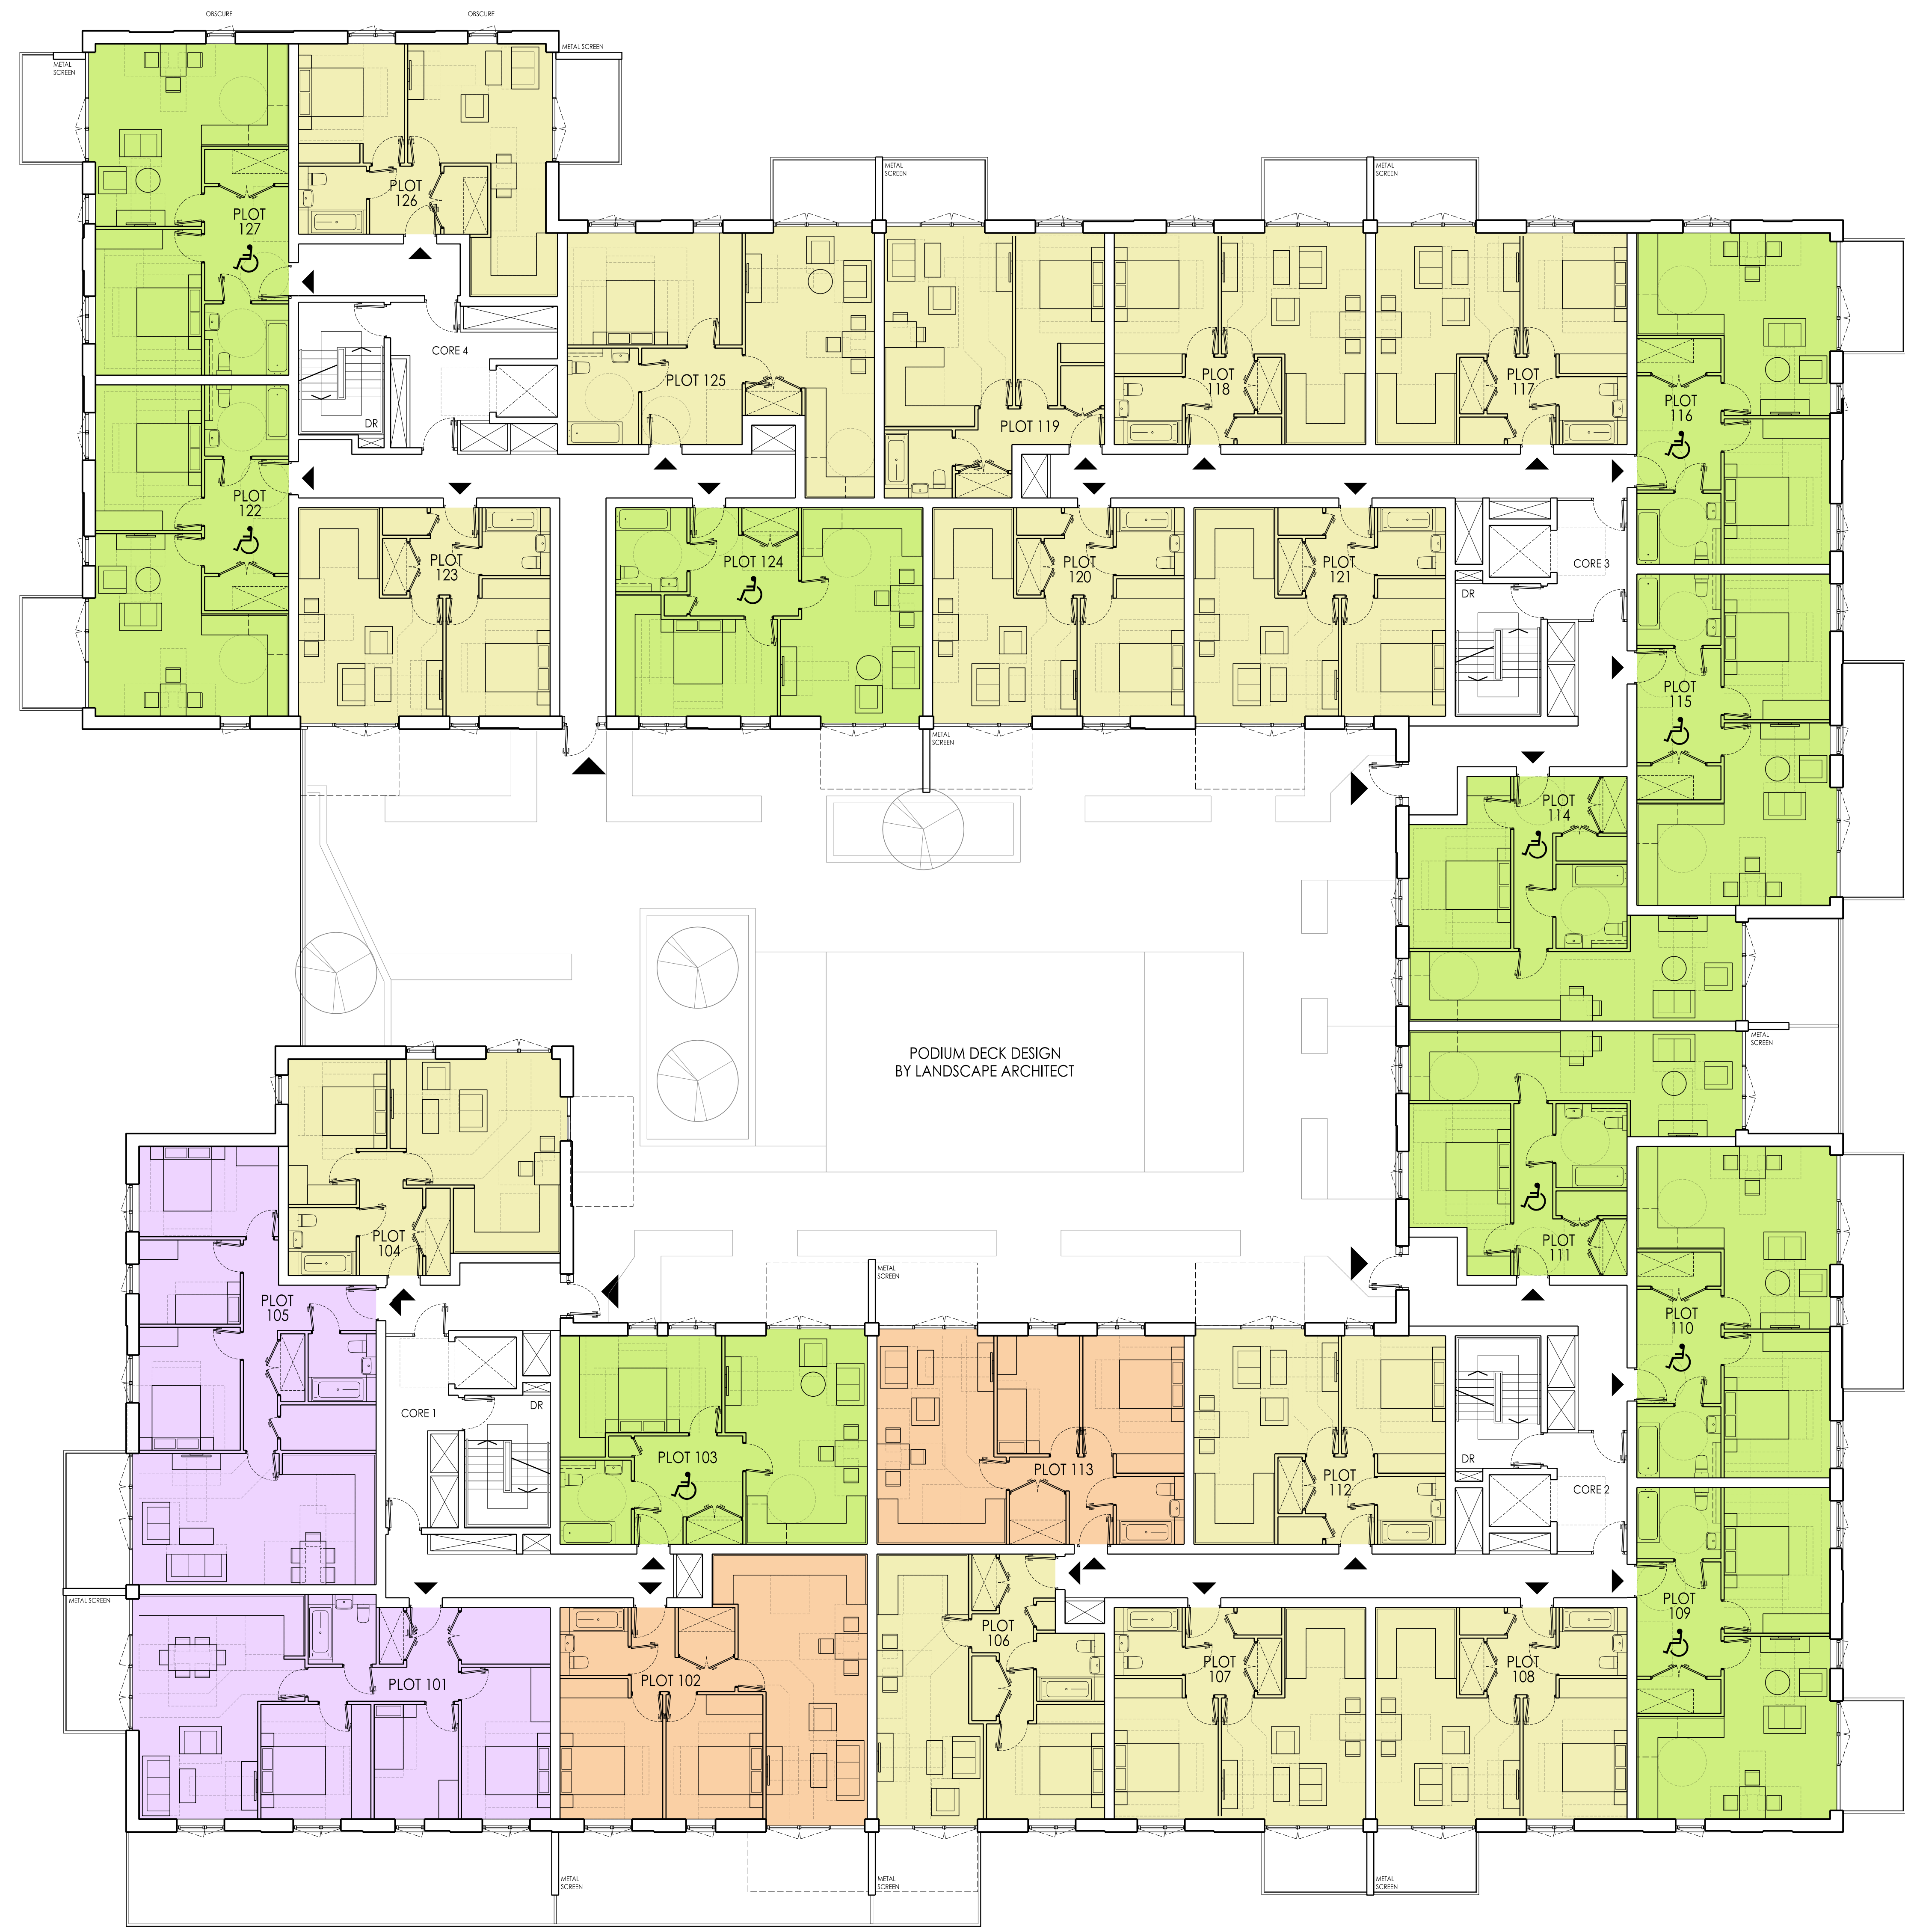 OBSCURE
OBSCURE
METAL
SCREEN
METAL SCREEN
METAL
SCREEN
METAL
SCREEN
PLOT
126
PLOT
127
CORE 4
DR
PLOT 125
PLOT 119
PLOT
118
PLOT
117
PLOT
116
PLOT
122
PLOT
123
PLOT 124
PLOT
120
PLOT
121
CORE 3
DR
PLOT
115
METAL
SCREEN
PLOT
114
METAL
SCREEN
PODIUM DECK DESIGN
BY LANDSCAPE ARCHITECT
PLOT
104
PLOT
111
PLOT
105
METAL
SCREEN
PLOT
110
CORE 1
DR
PLOT 103
PLOT 113
PLOT
112
DR
CORE 2
METAL SCREEN
PLOT
109
PLOT
106
PLOT 101
PLOT 102
PLOT
107
PLOT
108
METAL
SCREEN
METAL
SCREEN
METAL
SCREEN